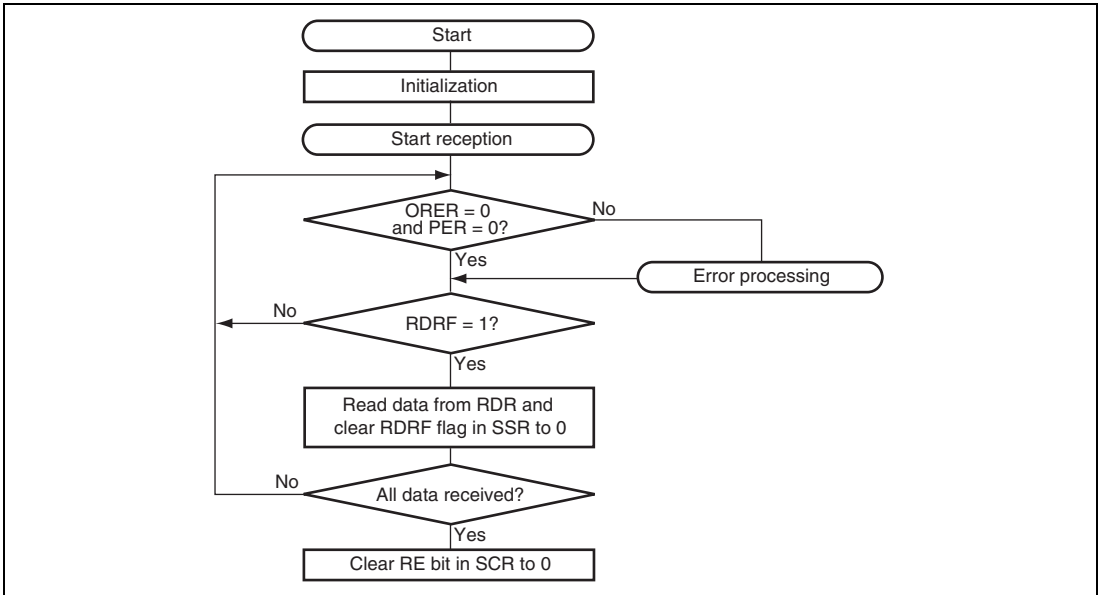 Start
Initialization
Start reception
ORER = 0
and PER = 0?
No
Yes
Error processing
No
RDRF = 1?
Yes
Read data from RDR and
clear RDRF flag in SSR to 0
No
All data received?
Yes
Clear RE bit in SCR to 0